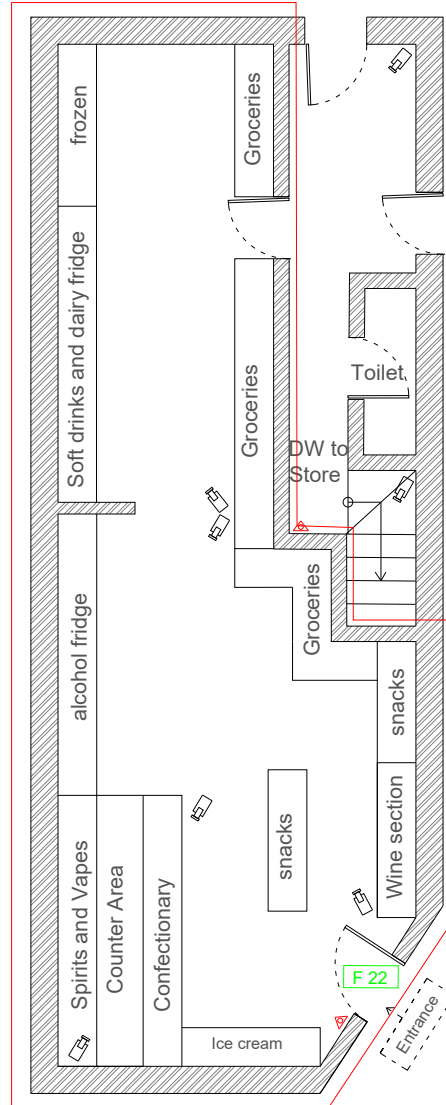 frozen
Groceries
Soft drinks and dairy fridge
Groceries
Toilet
DW to
Store
Groceries
alcohol fridge
snacks
snacks
Wine section
Spirits and Vapes
Counter Area
Confectionary
F 22
Entrance
Ice cream